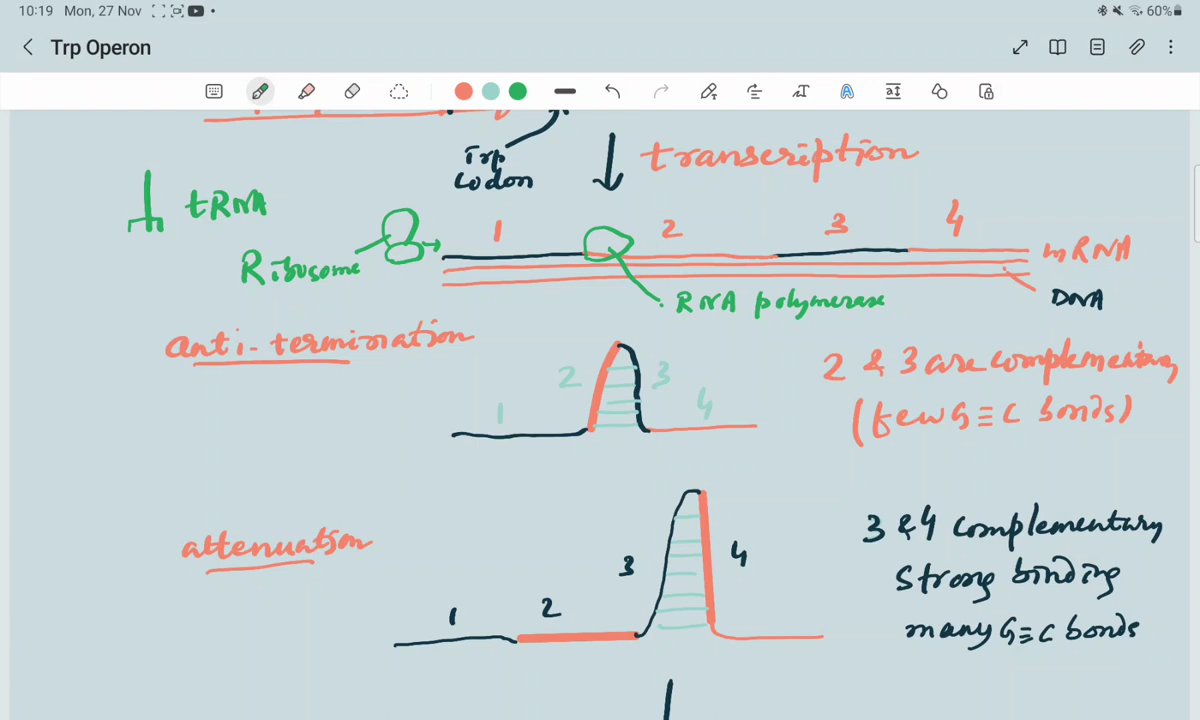 10:19 Mon, 27 Nov
60%
Trp Operon
Trp
Codon
transcription
tRNA
Ribosome
1 2 3 4
mRNA
RNA polymerase
DNA
anti-termination
1 2 3 4
2 & 3 are complementary
(few G≡C bonds)
attenuation
1 2 3 4
3 & 4 complementary
Strong binding
many G≡C bonds